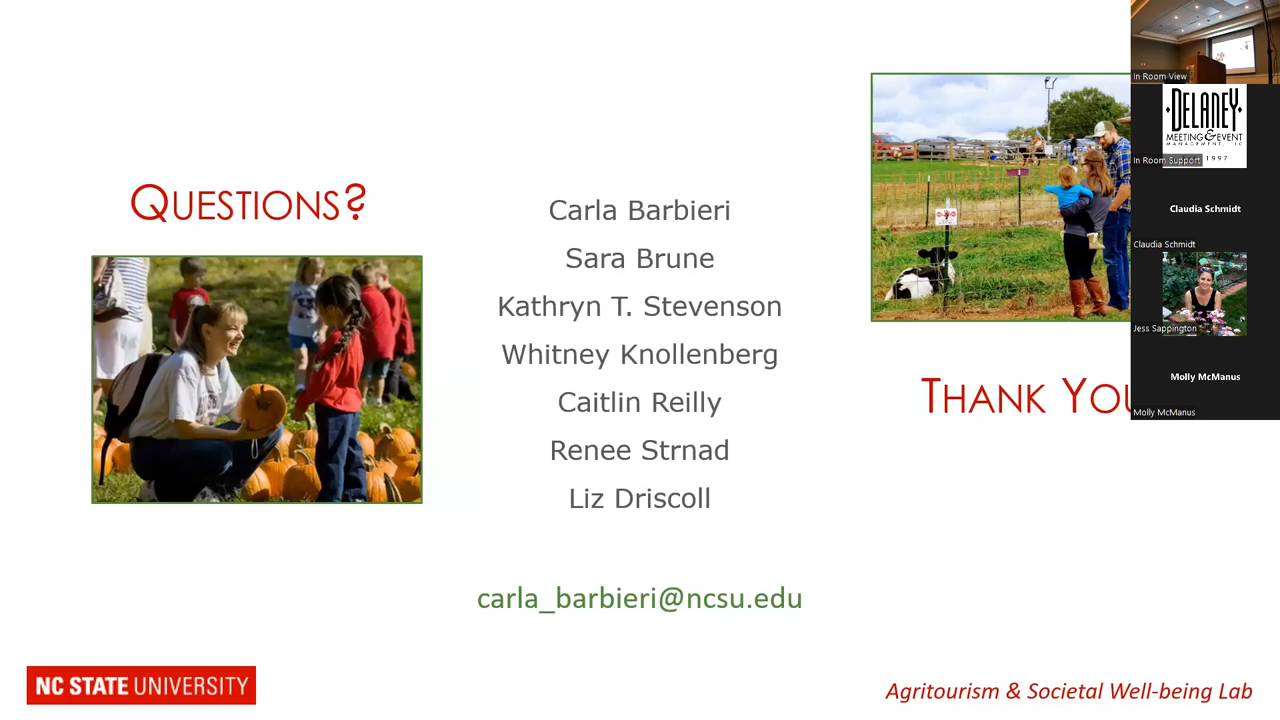 QUESTIONS?
Carla Barbieri
Sara Brune
Kathryn T. Stevenson
Whitney Knollenberg
Caitlin Reilly
Renee Strnad
Liz Driscoll
carla_barbieri@ncsu.edu
THANK YOU
NC STATE UNIVERSITY
Agritourism & Societal Well-being Lab
In Room View
DELANEY
MEETING & EVENT
MANAGEMENT, LLC
1997
In Room Support
Claudia Schmidt
Claudia Schmidt
Jess Sappington
Molly McManus
Molly McManus